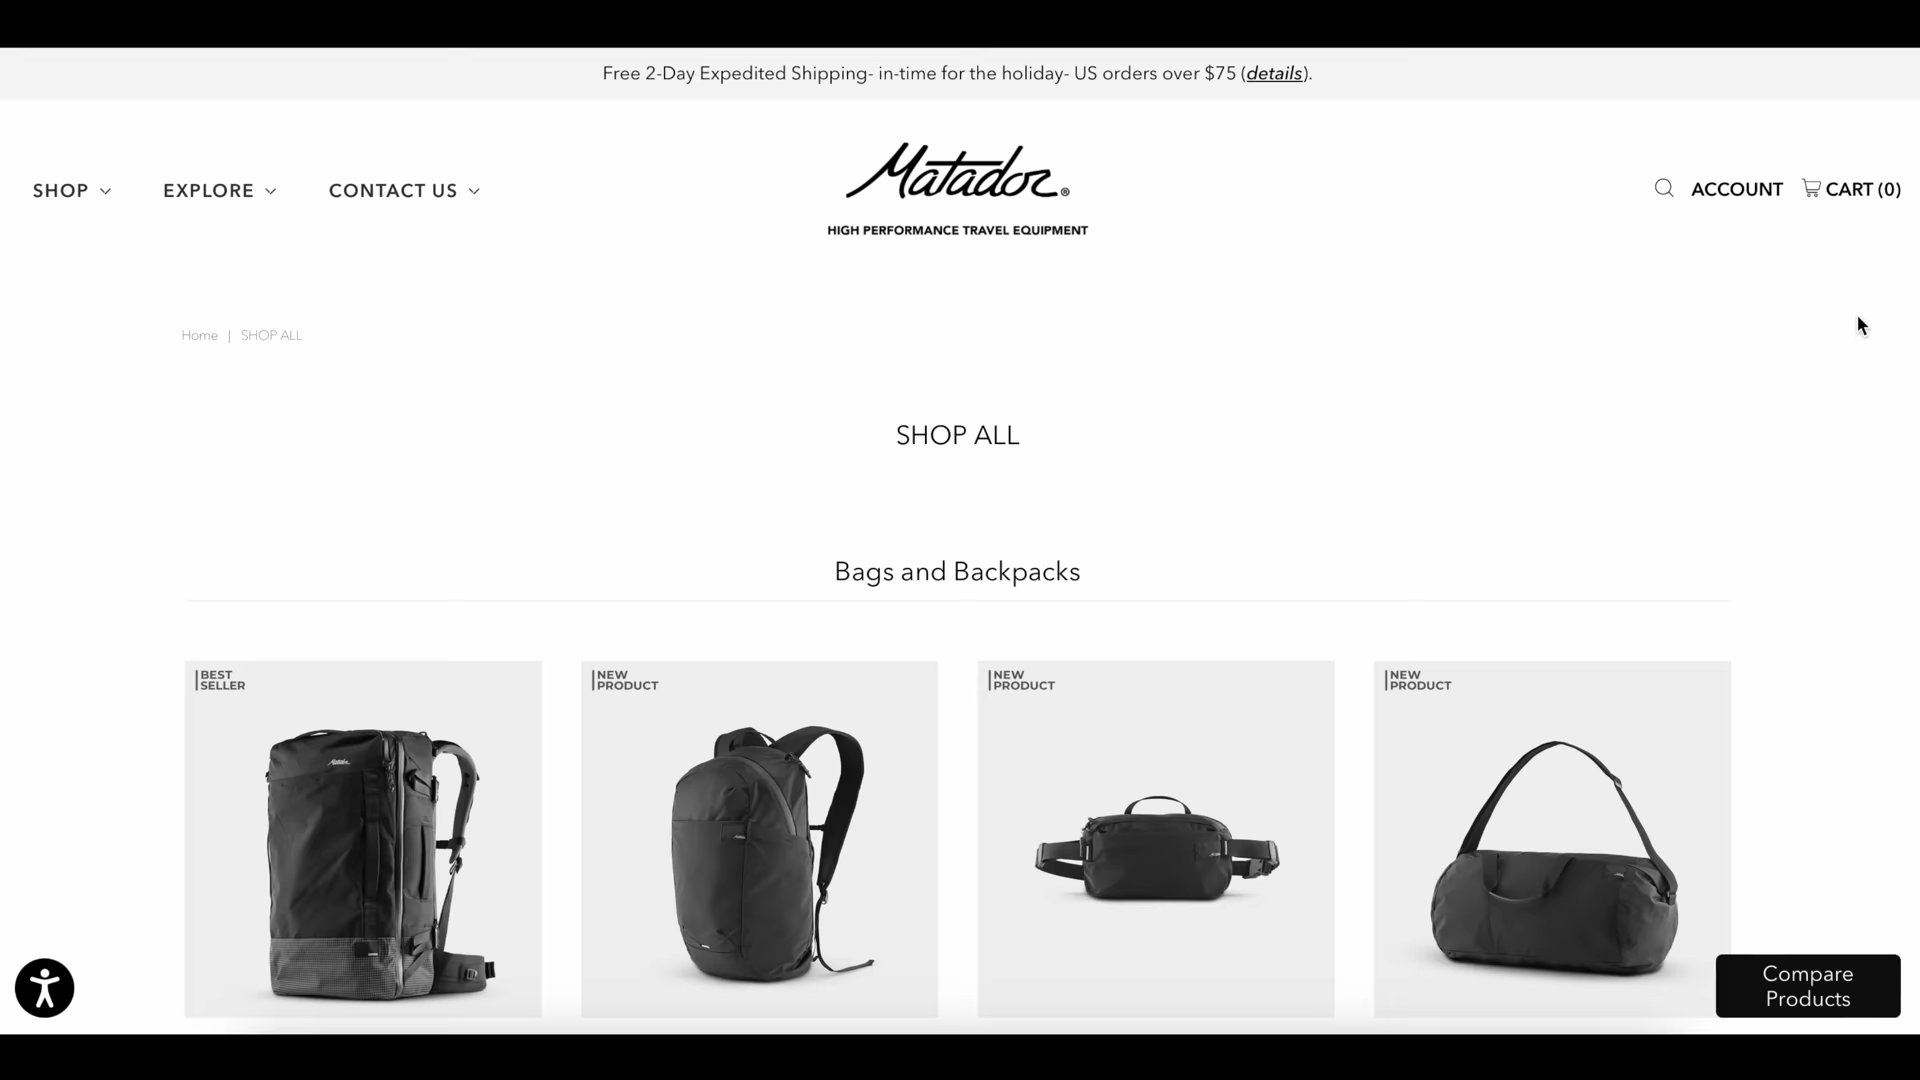 Free 2-Day Expedited Shipping- in-time for the holiday- US orders over $75 (details).
SHOP
EXPLORE
CONTACT US
Matador®
HIGH PERFORMANCE TRAVEL EQUIPMENT
ACCOUNT
CART (0)
Home | SHOP ALL
SHOP ALL
Bags and Backpacks
BEST
SELLER
NEW
PRODUCT
NEW
PRODUCT
NEW
PRODUCT
Matador
Compare
Products